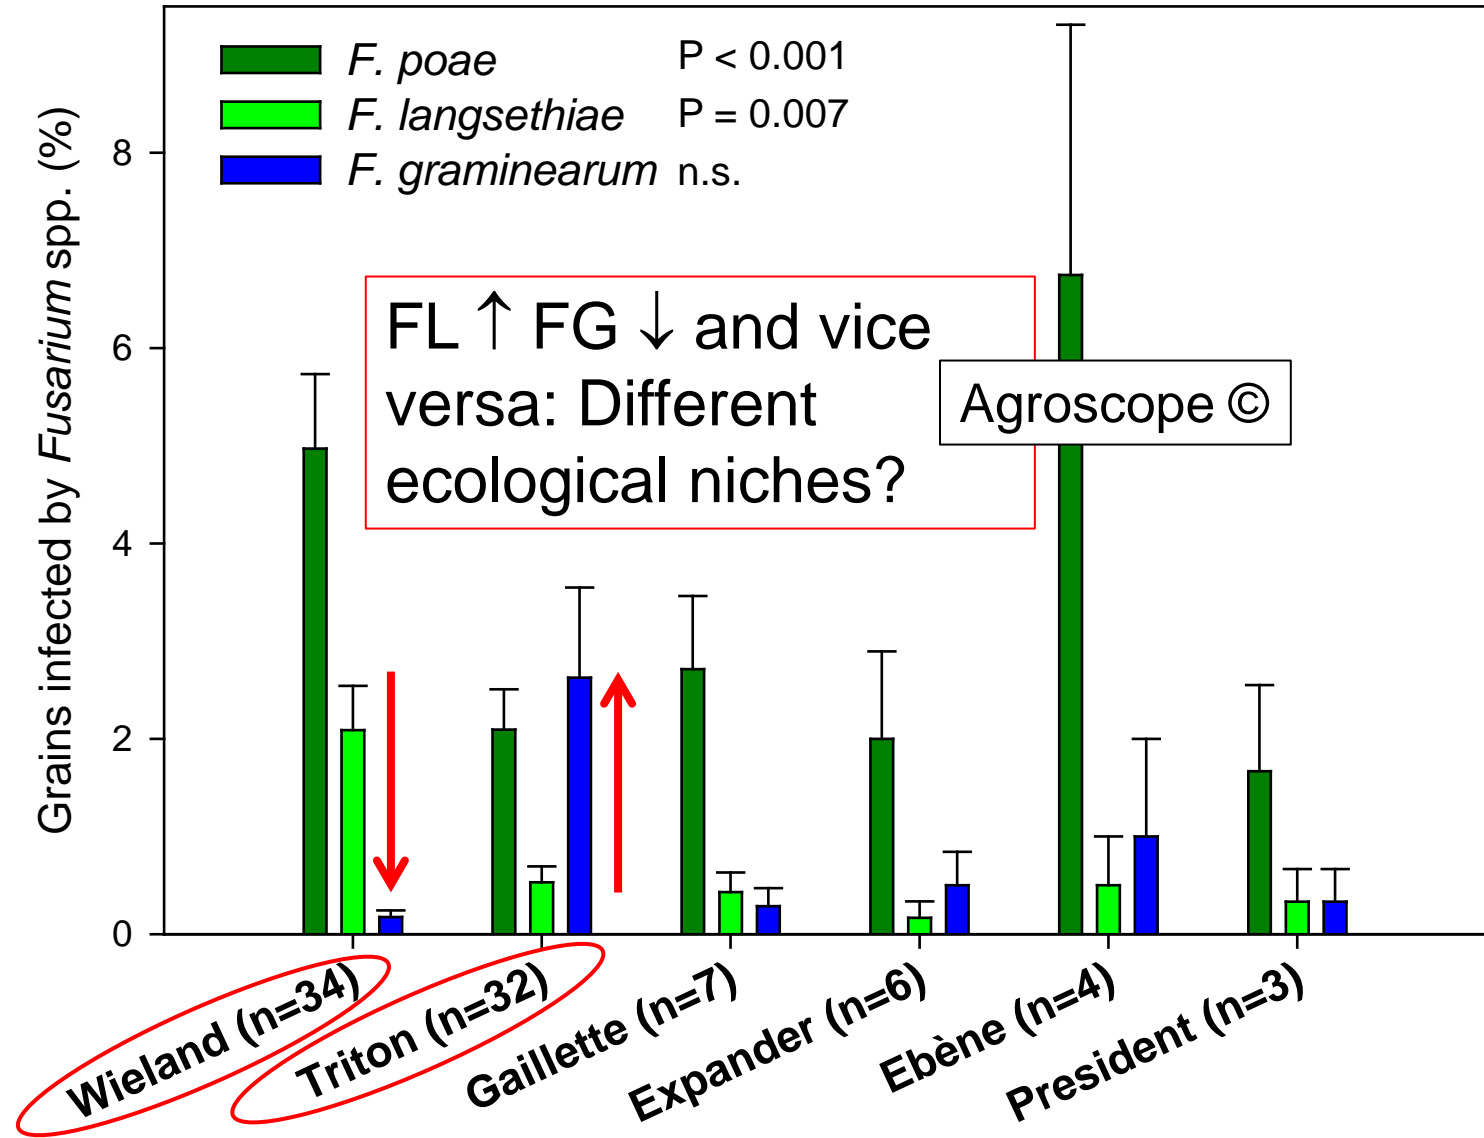 F. poae P < 0.001
F. langsethiae P = 0.007
F. graminearum n.s.
Grains infected by Fusarium spp. (%)
8
6
4
2
0
FL ↑ FG ↓ and vice
versa: Different
ecological niches?
Agroscope ©
Wieland (n=34)
Triton (n=32)
Gaillette (n=7)
Expander (n=6)
Ebène (n=4)
President (n=3)